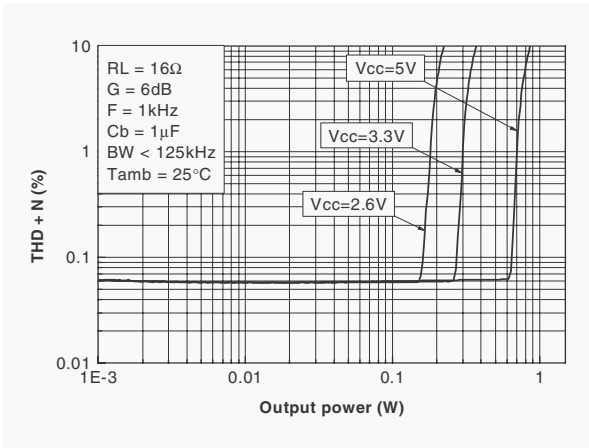 10
RL = 16Ω
G = 6dB
F = 1kHz
Cb = 1µF
BW < 125kHz
Tamb = 25°C
Vcc=5V
Vcc=3.3V
Vcc=2.6V
1
0.1
0.01
THD + N (%)
1E-3
0.01
0.1
1
Output power (W)